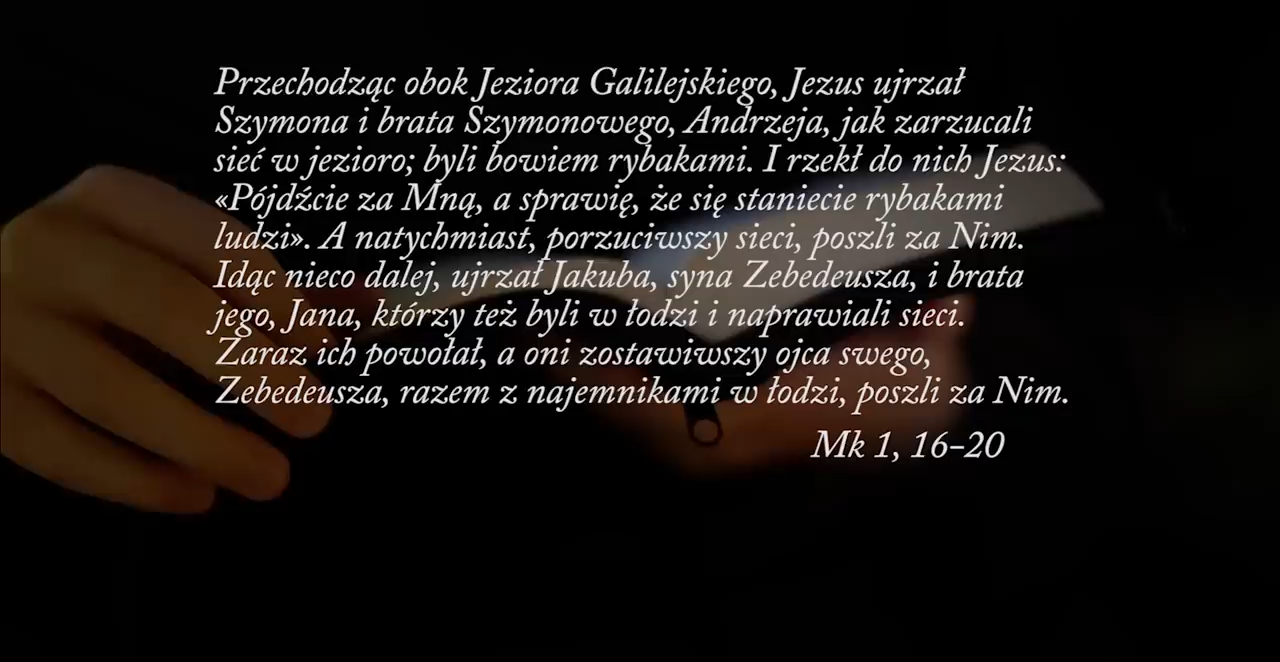 Przechodząc obok Jeziora Galilejskiego, Jezus ujrzał
Szymona i brata Szymonowego, Andrzeja, jak zarzucali
sieć w jezioro; byli bowiem rybakami. I rzekł do nich Jezus:
«Pójdźcie za Mną, a sprawię, że się staniecie rybakami
ludzi». A natychmiast, porzuciwszy sieci, poszli za Nim.
Idąc nieco dalej, ujrzał Jakuba, syna Zebedeusza, i brata
jego, Jana, którzy też byli w łodzi i naprawiali sieci.
Zaraz ich powołał, a oni zostawiwszy ojca swego,
Zebedeusza, razem z najemnikami w łodzi, poszli za Nim.
Mk 1, 16-20